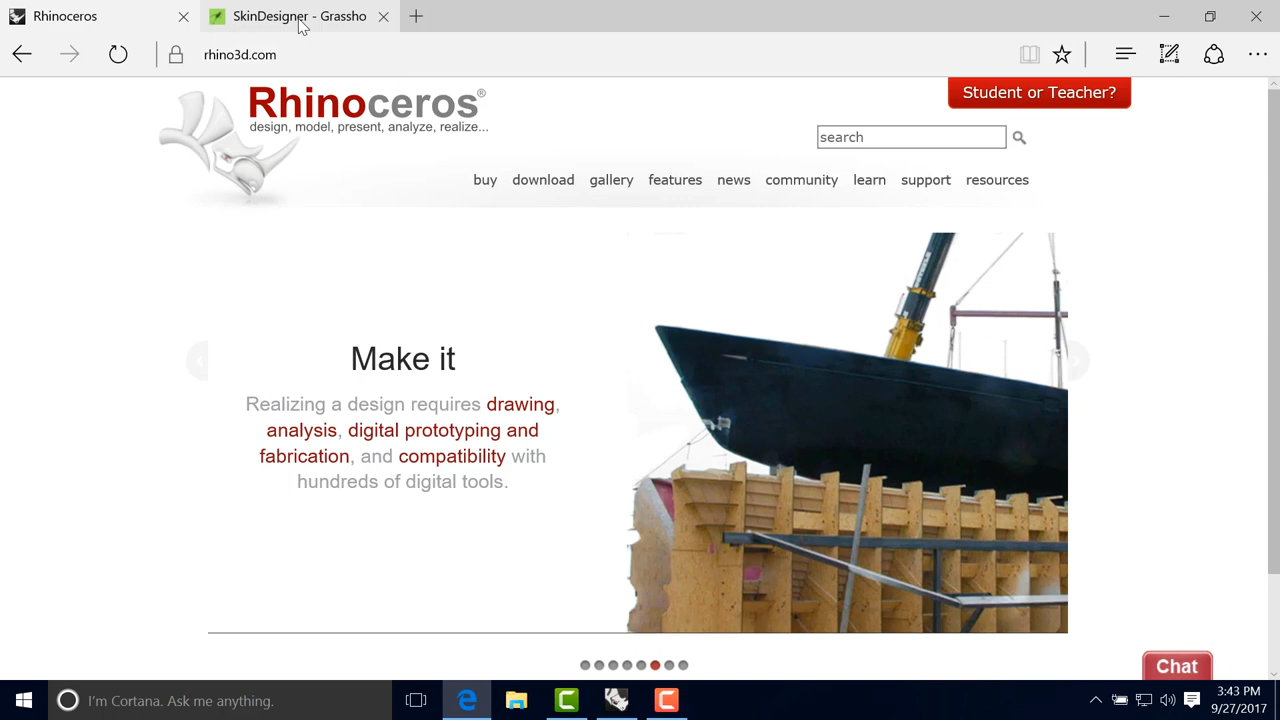 Rhinoceros
SkinDesigner - Grassho
rhino3d.com
Student or Teacher?
Rhinoceros®
design, model, present, analyze, realize...
search
buy download gallery features news community learn support resources
Make it
Realizing a design requires drawing,
analysis, digital prototyping and
fabrication, and compatibility with
hundreds of digital tools.
Chat
I'm Cortana. Ask me anything.
3:43 PM
9/27/2017